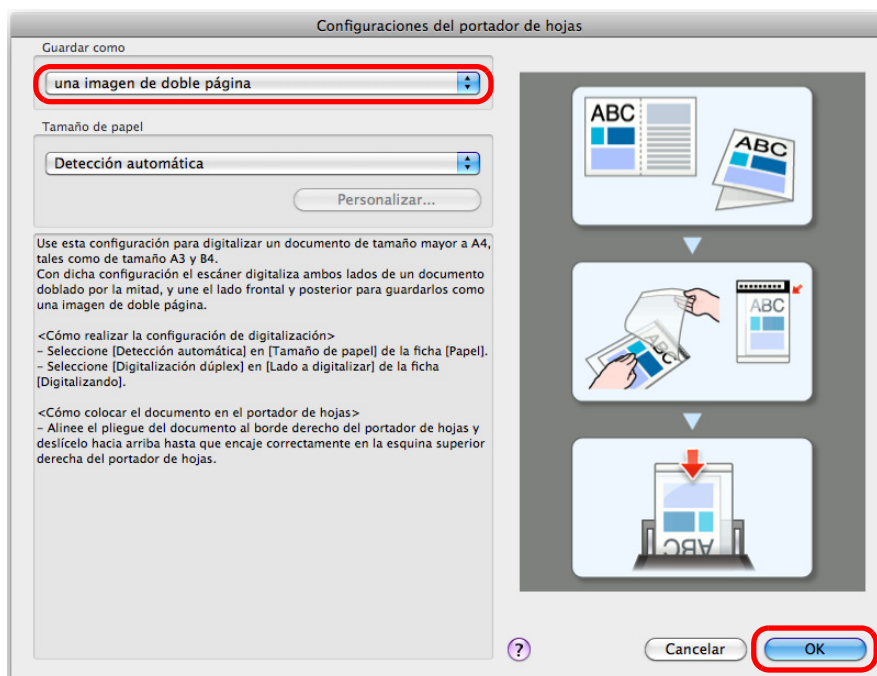 Configuraciones del portador de hojas
Guardar como
una imagen de doble página
Tamaño de papel
Detección automática
Personalizar...
Use esta configuración para digitalizar un documento de tamaño mayor a A4,
tales como de tamaño A3 y B4.
Con dicha configuración el escáner digitaliza ambos lados de un documento
doblado por la mitad, y une el lado frontal y posterior para guardarlos como
una imagen de doble página.
<Cómo realizar la configuración de digitalización>
– Seleccione [Detección automática] en [Tamaño de papel] de la ficha [Papel].
– Seleccione [Digitalización dúplex] en [Lado a digitalizar] de la ficha
[Digitalizando].
<Cómo colocar el documento en el portador de hojas>
– Alinee el pliegue del documento al borde derecho del portador de hojas y
deslícelo hacia arriba hasta que encaje correctamente en la esquina superior
derecha del portador de hojas.
ABC
ABC
ABC
ABC
ABC
?
Cancelar
OK